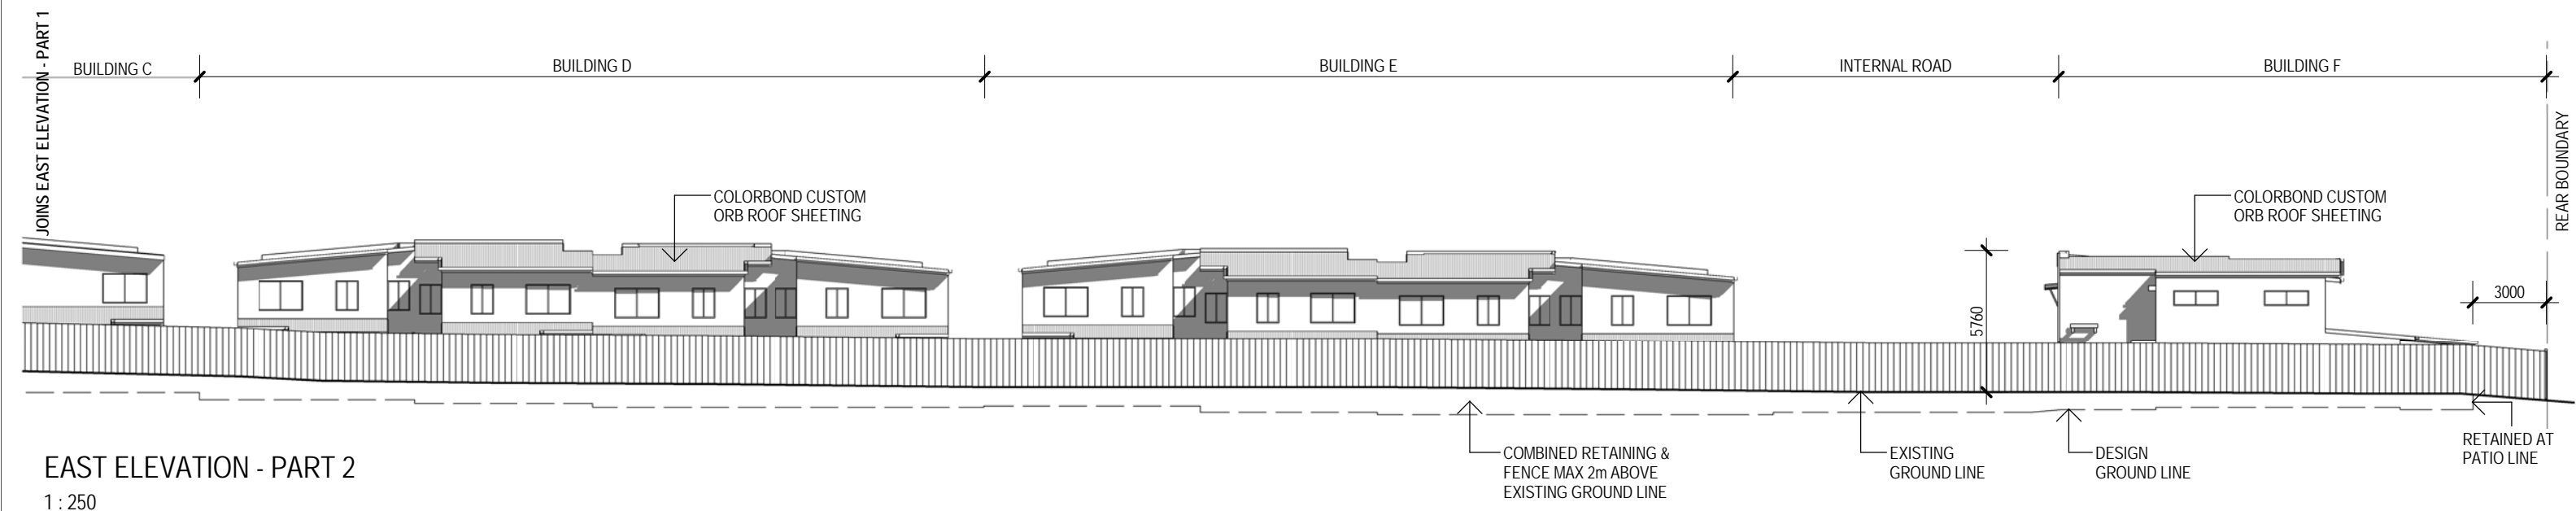 JOINS EAST ELEVATION - PART 1
BUILDING C
BUILDING D
BUILDING E
INTERNAL ROAD
BUILDING F
REAR BOUNDARY
COLORBOND CUSTOM
ORB ROOF SHEETING
COLORBOND CUSTOM
ORB ROOF SHEETING
5760
3000
COMBINED RETAINING &
FENCE MAX 2m ABOVE
EXISTING GROUND LINE
EXISTING
GROUND LINE
DESIGN
GROUND LINE
RETAINED AT
PATIO LINE
EAST ELEVATION - PART 2
1 : 250